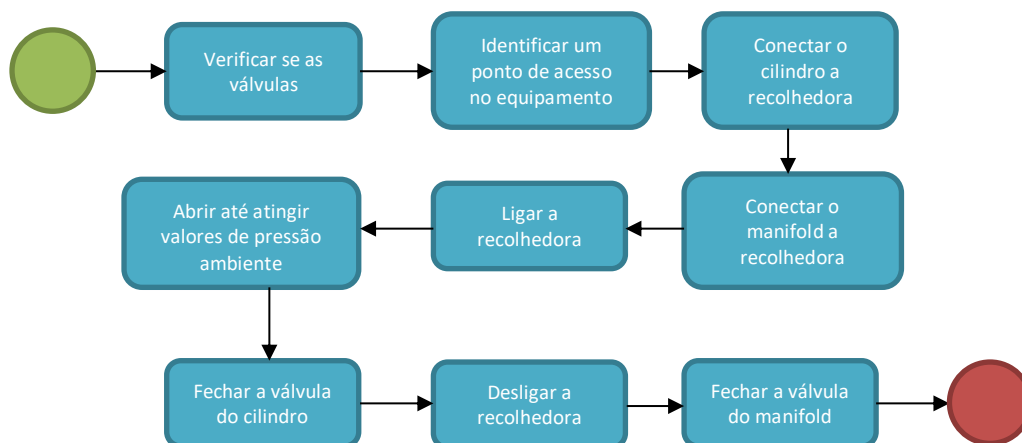 Verificar se as
válvulas
Identificar um
ponto de acesso
no equipamento
Conectar o
cilindro a
recolhedora
Conectar o
manifold a
recolhedora
Ligar a
recolhedora
Abrir até atingir
valores de pressão
ambiente
Fechar a válvula
do cilindro
Desligar a
recolhedora
Fechar a válvula
do manifold